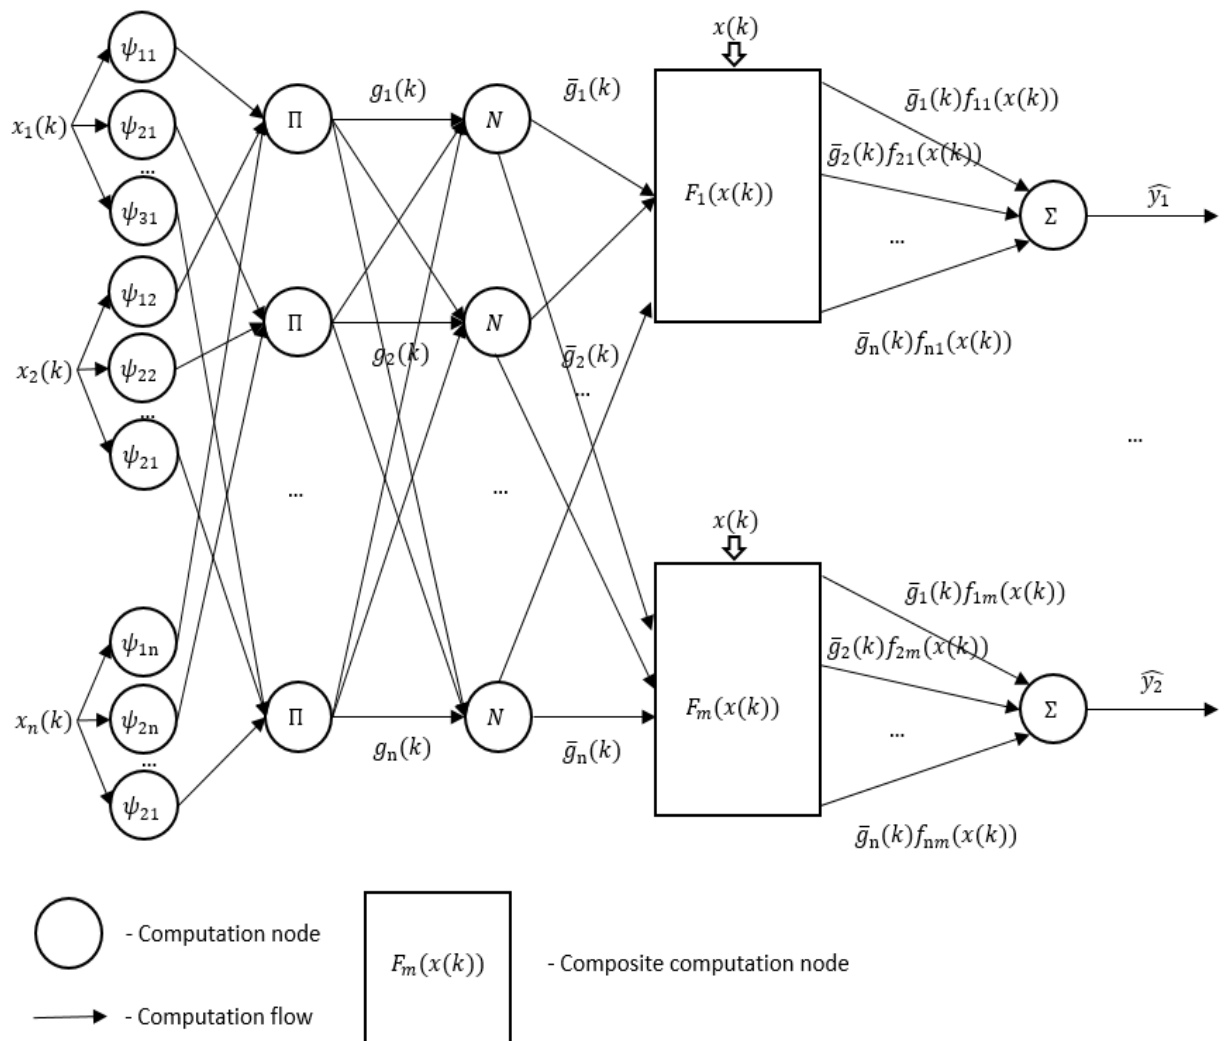 x₁(k)
ψ₁₁
ψ₂₁
...
ψ₃₁
x₂(k)
ψ₁₂
ψ₂₂
...
ψ₂₁
xₙ(k)
ψ₁ₙ
ψ₂ₙ
...
ψ₂₁
Π
Π
...
Π
g₁(k)
g₂(k)
gₙ(k)
N
N
...
N
ḡ₁(k)
ḡ₂(k)
...
ḡₙ(k)
x(k)
F₁(x(k))
ḡ₁(k)f₁₁(x(k))
ḡ₂(k)f₂₁(x(k))
...
ḡₙ(k)fₙ₁(x(k))
Σ
ŷ₁
...
x(k)
Fₘ(x(k))
ḡ₁(k)f₁ₘ(x(k))
ḡ₂(k)f₂ₘ(x(k))
...
ḡₙ(k)fₙₘ(x(k))
Σ
ŷ₂
- Computation node
- Computation flow
Fₘ(x(k))
- Composite computation node